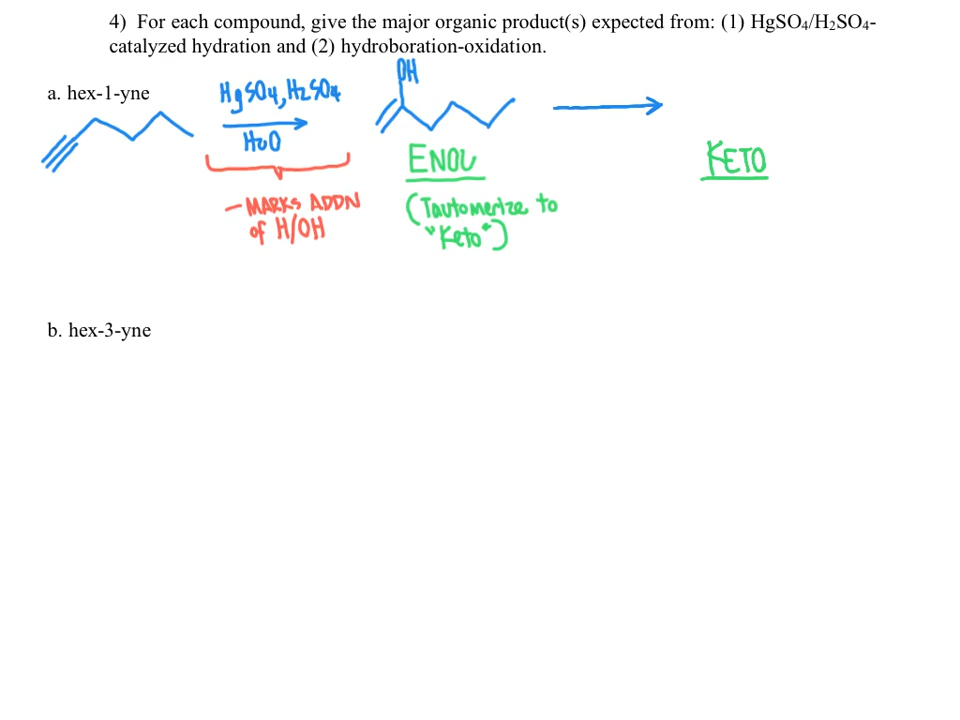 4) For each compound, give the major organic product(s) expected from: (1) HgSO₄/H₂SO₄-
catalyzed hydration and (2) hydroboration-oxidation.
a. hex-1-yne
HgSO₄, H₂SO₄
H₂O
OH
ENOL
KETO
- MARKS ADDN
of H/OH
(Tautomerize to
"Keto")
b. hex-3-yne